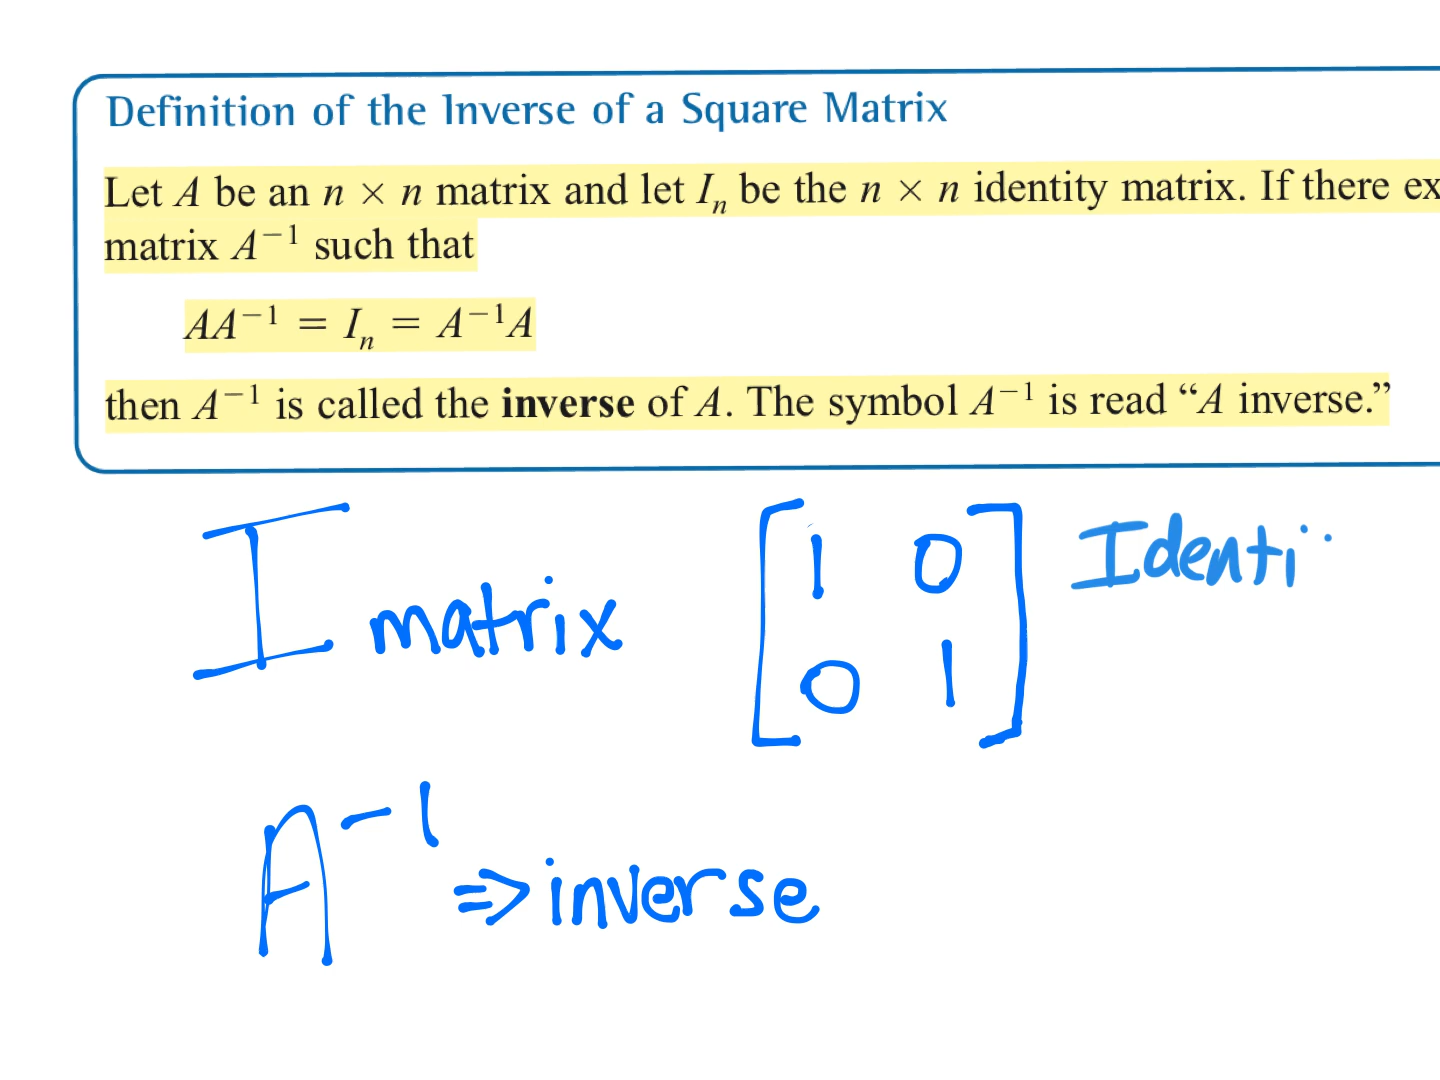 Definition of the Inverse of a Square Matrix
Let A be an n × n matrix and let Iₙ be the n × n identity matrix. If there ex
matrix A⁻¹ such that
AA⁻¹ = Iₙ = A⁻¹A
then A⁻¹ is called the inverse of A. The symbol A⁻¹ is read “A inverse.”
I matrix [1 0 Identi
0 1]
A⁻¹ ⇒ inverse